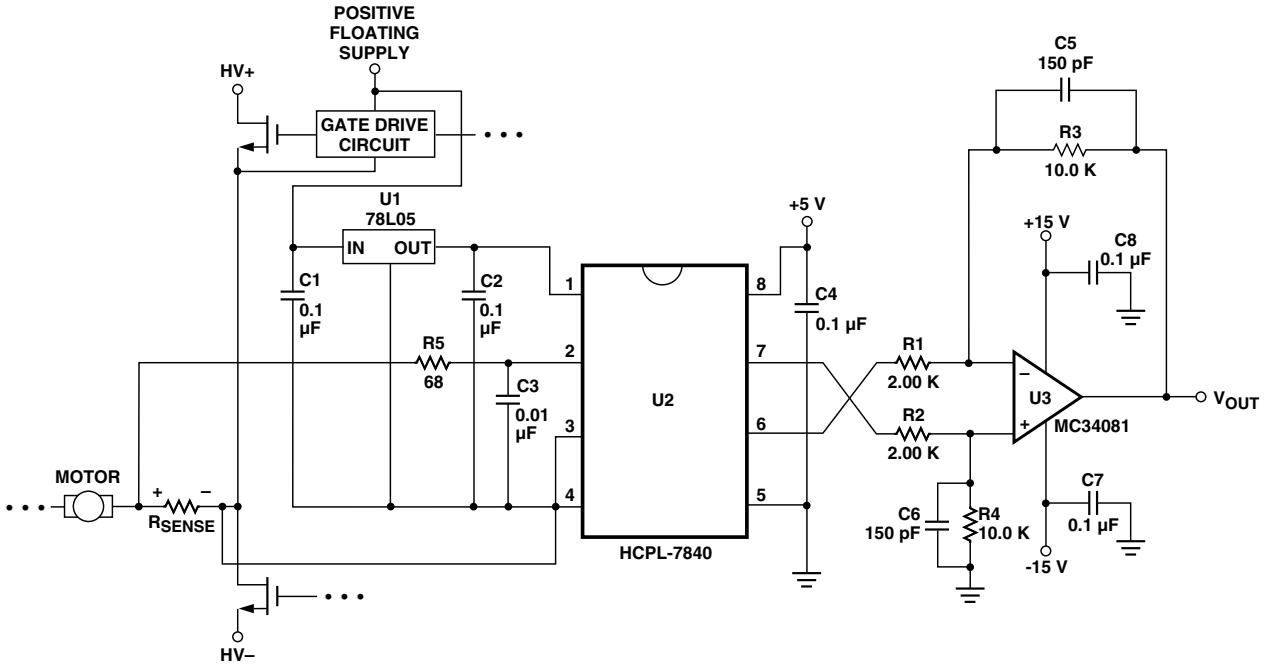 POSITIVE
FLOATING
SUPPLY
HV+
GATE DRIVE
CIRCUIT
• • •
U1
78L05
IN OUT
C1
0.1
µF
C2
0.1
µF
R5
68
C3
0.01
µF
MOTOR
• • •
+ –
RSENSE
• • •
HV–
1
2
3
4
U2
8
7
6
5
HCPL-7840
+5 V
C4
0.1 µF
R1
2.00 K
R2
2.00 K
C5
150 pF
R3
10.0 K
+15 V
C8
0.1 µF
–
U3
+
MC34081
VOUT
C6
150 pF
R4
10.0 K
C7
0.1 µF
-15 V